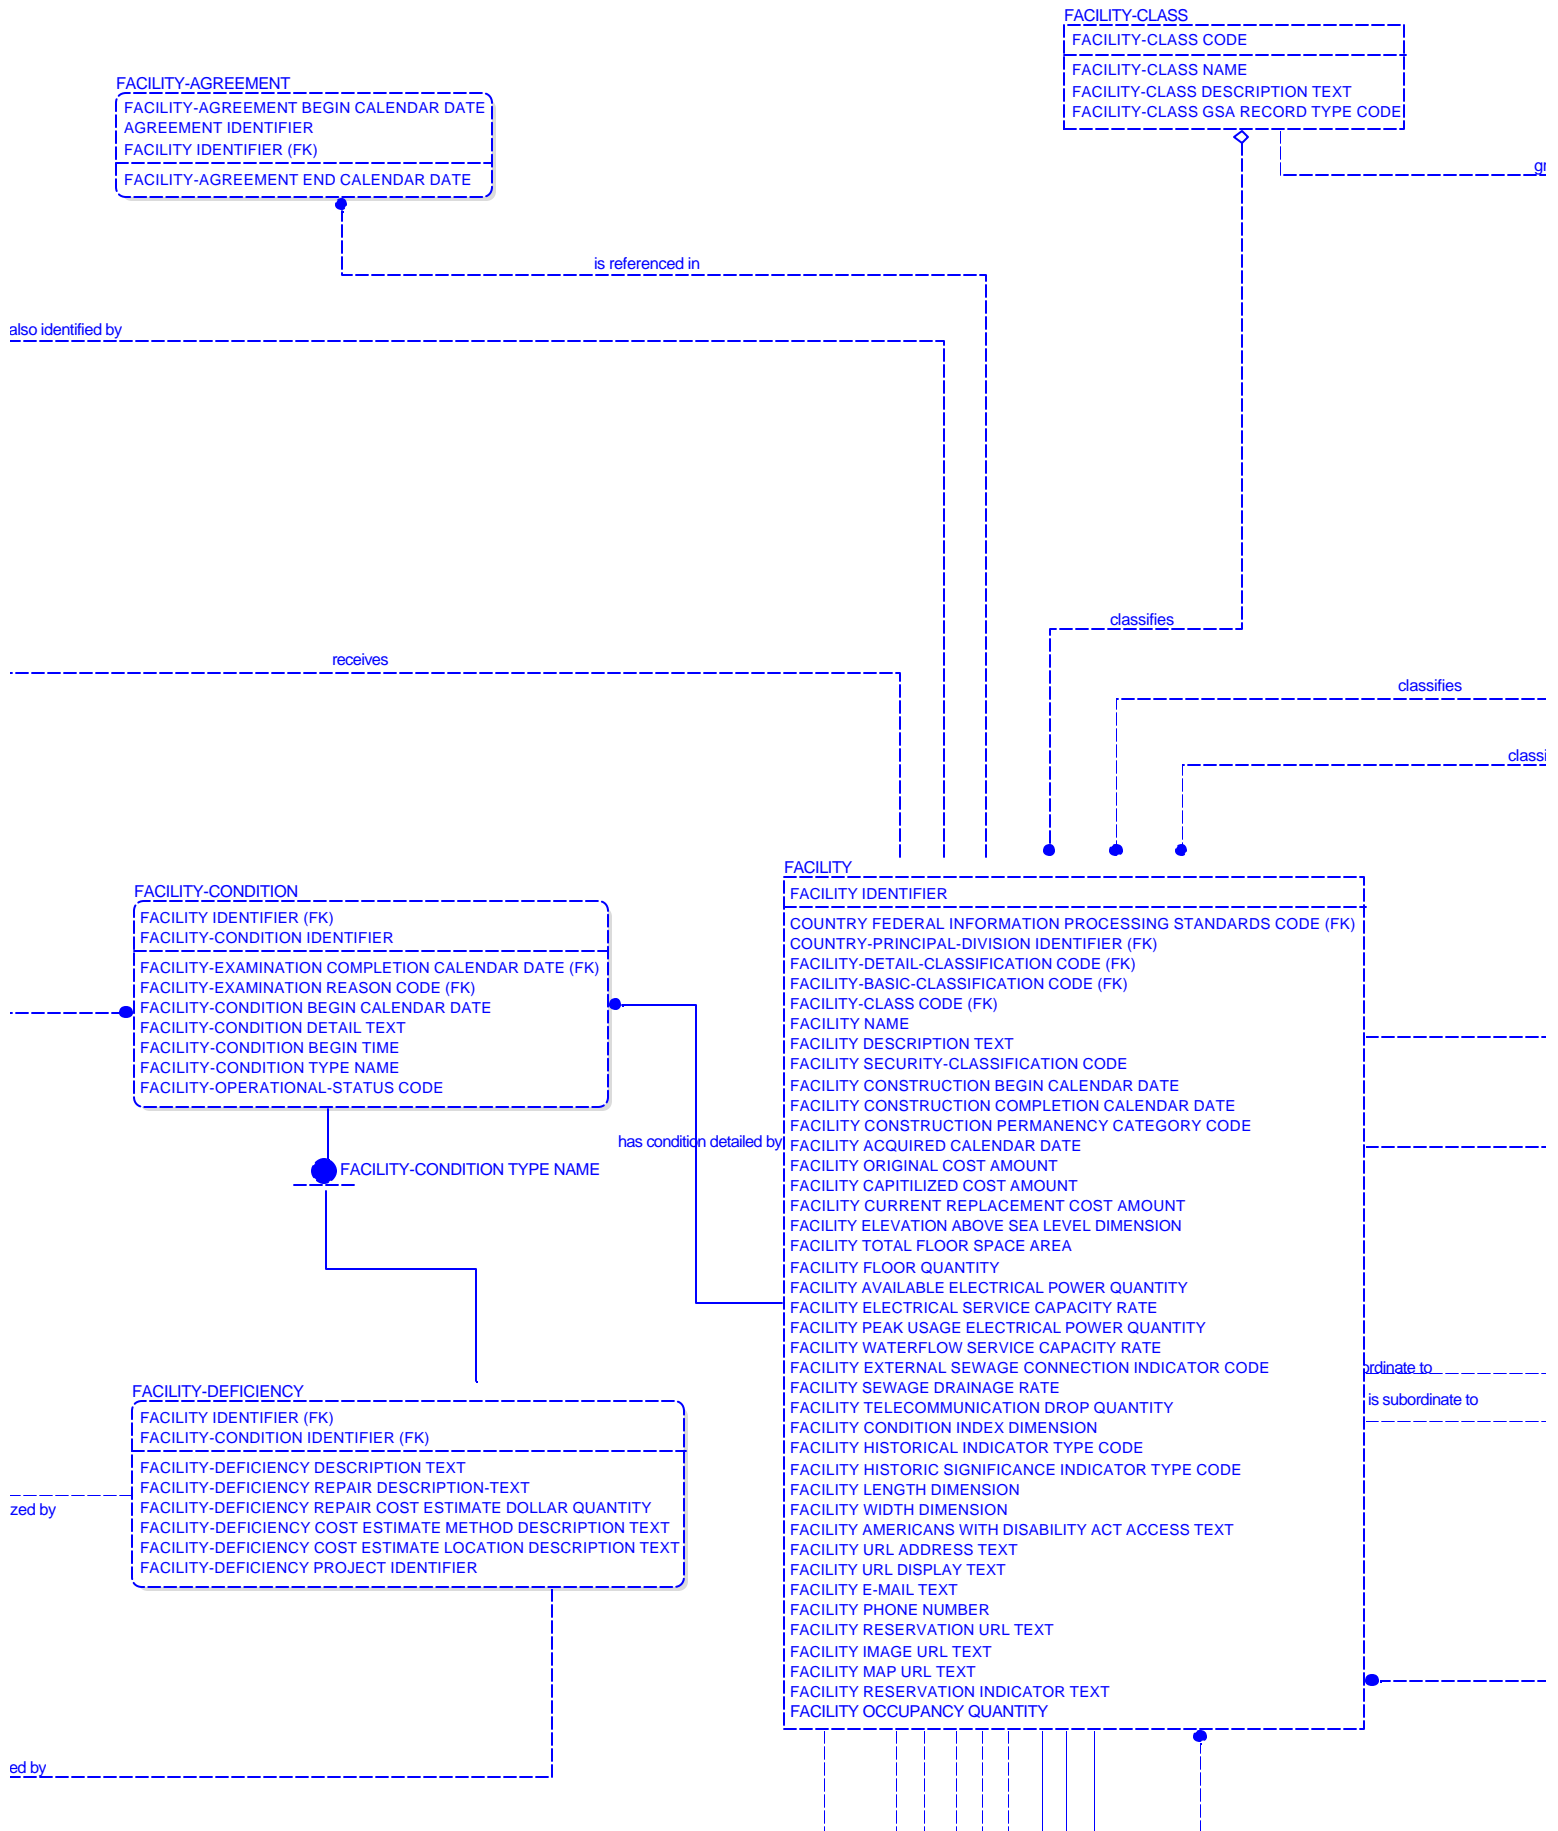 FACILITY-CLASS
FACILITY-CLASS CODE
FACILITY-CLASS NAME
FACILITY-CLASS DESCRIPTION TEXT
FACILITY-CLASS GSA RECORD TYPE CODE
FACILITY-AGREEMENT
FACILITY-AGREEMENT BEGIN CALENDAR DATE
AGREEMENT IDENTIFIER
FACILITY IDENTIFIER (FK)
FACILITY-AGREEMENT END CALENDAR DATE
gr
is referenced in
also identified by
classifies
receives
classifies
classi
FACILITY-CONDITION
FACILITY IDENTIFIER (FK)
FACILITY-CONDITION IDENTIFIER
FACILITY-EXAMINATION COMPLETION CALENDAR DATE (FK)
FACILITY-EXAMINATION REASON CODE (FK)
FACILITY-CONDITION BEGIN CALENDAR DATE
FACILITY-CONDITION DETAIL TEXT
FACILITY-CONDITION BEGIN TIME
FACILITY-CONDITION TYPE NAME
FACILITY-OPERATIONAL-STATUS CODE
has condition detailed by
FACILITY-CONDITION TYPE NAME
FACILITY
FACILITY IDENTIFIER
COUNTRY FEDERAL INFORMATION PROCESSING STANDARDS CODE (FK)
COUNTRY-PRINCIPAL-DIVISION IDENTIFIER (FK)
FACILITY-DETAIL-CLASSIFICATION CODE (FK)
FACILITY-BASIC-CLASSIFICATION CODE (FK)
FACILITY-CLASS CODE (FK)
FACILITY NAME
FACILITY DESCRIPTION TEXT
FACILITY SECURITY-CLASSIFICATION CODE
FACILITY CONSTRUCTION BEGIN CALENDAR DATE
FACILITY CONSTRUCTION COMPLETION CALENDAR DATE
FACILITY CONSTRUCTION PERMANENCY CATEGORY CODE
FACILITY ACQUIRED CALENDAR DATE
FACILITY ORIGINAL COST AMOUNT
FACILITY CAPITILIZED COST AMOUNT
FACILITY CURRENT REPLACEMENT COST AMOUNT
FACILITY ELEVATION ABOVE SEA LEVEL DIMENSION
FACILITY TOTAL FLOOR SPACE AREA
FACILITY FLOOR QUANTITY
FACILITY AVAILABLE ELECTRICAL POWER QUANTITY
FACILITY ELECTRICAL SERVICE CAPACITY RATE
FACILITY PEAK USAGE ELECTRICAL POWER QUANTITY
FACILITY WATERFLOW SERVICE CAPACITY RATE
FACILITY EXTERNAL SEWAGE CONNECTION INDICATOR CODE
FACILITY SEWAGE DRAINAGE RATE
FACILITY TELECOMMUNICATION DROP QUANTITY
FACILITY CONDITION INDEX DIMENSION
FACILITY HISTORICAL INDICATOR TYPE CODE
FACILITY HISTORIC SIGNIFICANCE INDICATOR TYPE CODE
FACILITY LENGTH DIMENSION
FACILITY WIDTH DIMENSION
FACILITY AMERICANS WITH DISABILITY ACT ACCESS TEXT
FACILITY URL ADDRESS TEXT
FACILITY URL DISPLAY TEXT
FACILITY E-MAIL TEXT
FACILITY PHONE NUMBER
FACILITY RESERVATION URL TEXT
FACILITY IMAGE URL TEXT
FACILITY MAP URL TEXT
FACILITY RESERVATION INDICATOR TEXT
FACILITY OCCUPANCY QUANTITY
ordinate to
is subordinate to
FACILITY-DEFICIENCY
FACILITY IDENTIFIER (FK)
FACILITY-CONDITION IDENTIFIER (FK)
FACILITY-DEFICIENCY DESCRIPTION TEXT
FACILITY-DEFICIENCY REPAIR DESCRIPTION-TEXT
FACILITY-DEFICIENCY REPAIR COST ESTIMATE DOLLAR QUANTITY
FACILITY-DEFICIENCY COST ESTIMATE METHOD DESCRIPTION TEXT
FACILITY-DEFICIENCY COST ESTIMATE LOCATION DESCRIPTION TEXT
FACILITY-DEFICIENCY PROJECT IDENTIFIER
zed by
ed by